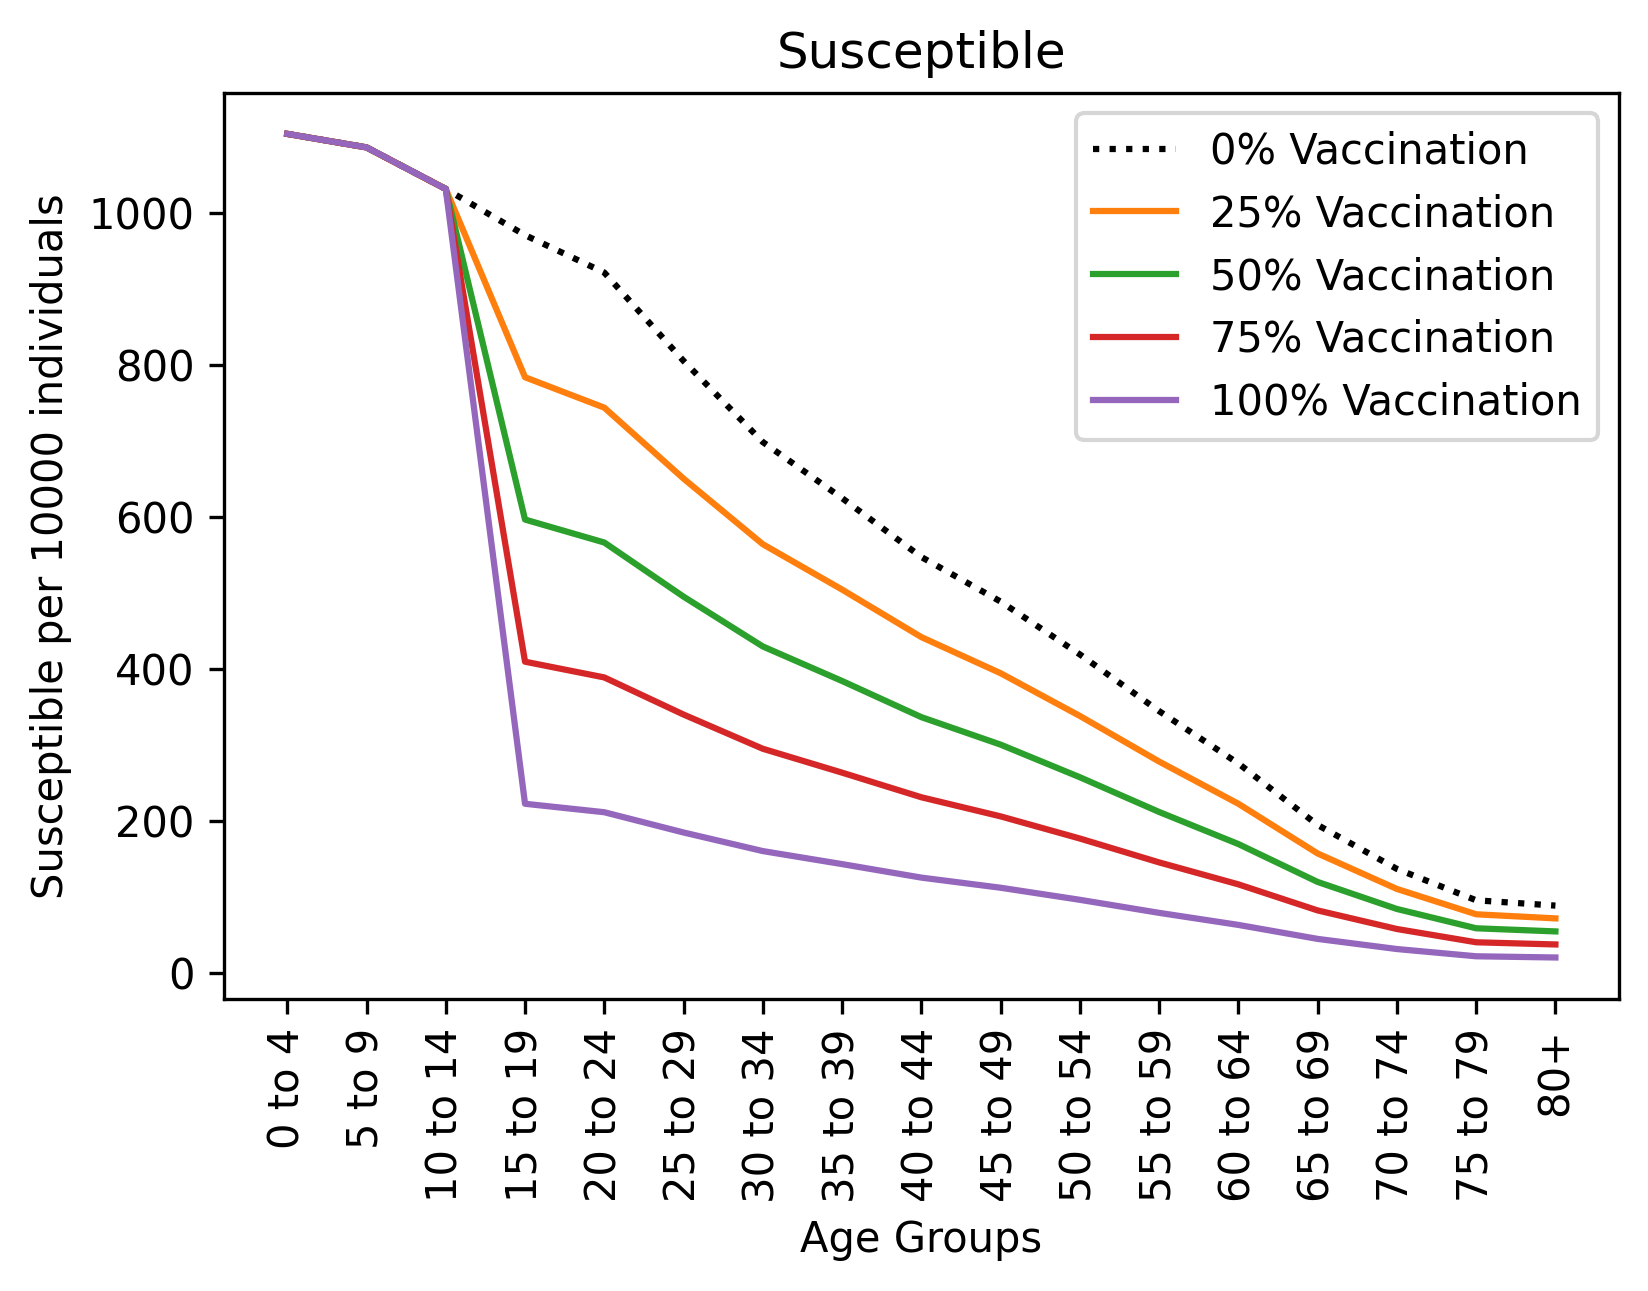 Susceptible
Susceptible per 10000 individuals
1000
800
600
400
200
0
0% Vaccination
25% Vaccination
50% Vaccination
75% Vaccination
100% Vaccination
0 to 4
5 to 9
10 to 14
15 to 19
20 to 24
25 to 29
30 to 34
35 to 39
40 to 44
45 to 49
50 to 54
55 to 59
60 to 64
65 to 69
70 to 74
75 to 79
80+
Age Groups